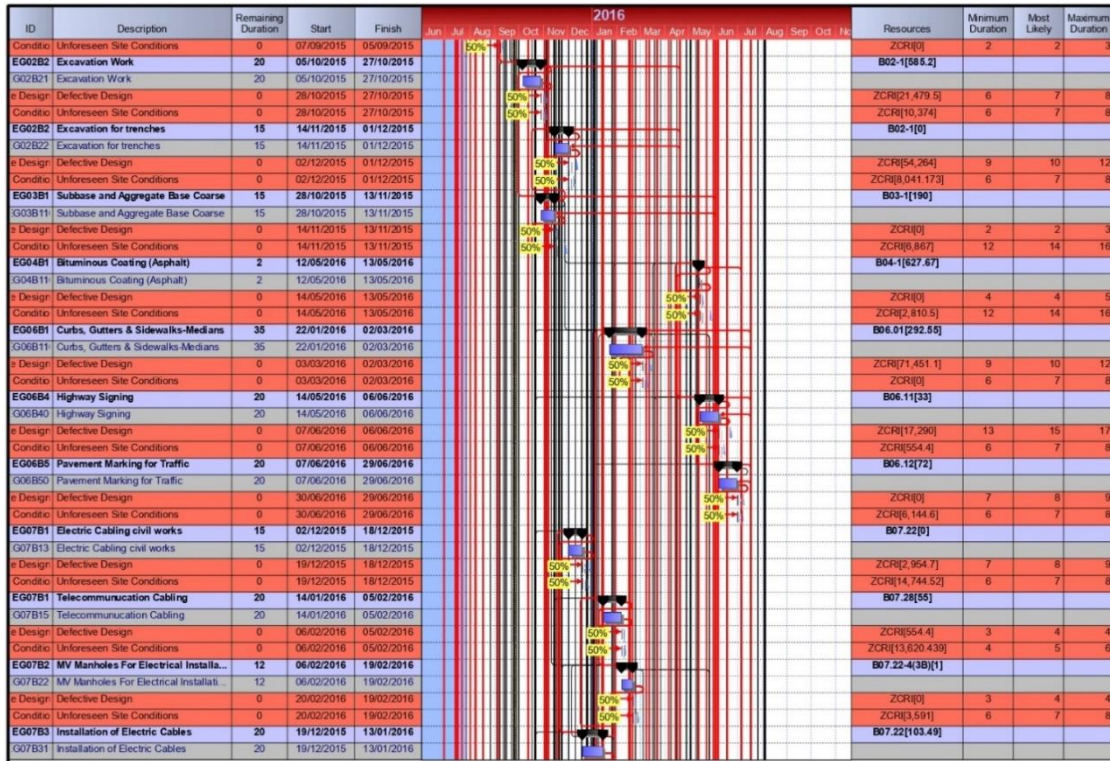 ID Description Remaining Duration Start Finish 2016 Resources Minimum Duration Most Likely Maximum Duration
Jun Jul Aug Sep Oct Nov Dec Jan Feb Mar Apr May Jun Jul Aug Sep Oct No
Conditio Unforeseen Site Conditions 0 07/09/2015 05/09/2015 50% ZCRI[0] 2 2 3
EG02B2 Excavation Work 20 05/10/2015 27/10/2015 B02-1[585.2]
G02B21 Excavation Work 20 05/10/2015 27/10/2015
e Design Defective Design 0 28/10/2015 27/10/2015 50% ZCRI[21,479.5] 6 7 8
Conditio Unforeseen Site Conditions 0 28/10/2015 27/10/2015 50% ZCRI[10,374] 6 7 8
EG02B2 Excavation for trenches 15 14/11/2015 01/12/2015 B02-1[0]
G02B22 Excavation for trenches 15 14/11/2015 01/12/2015
e Design Defective Design 0 02/12/2015 01/12/2015 50% ZCRI[54,264] 9 10 12
Conditio Unforeseen Site Conditions 0 02/12/2015 01/12/2015 50% ZCRI[8,041.173] 6 7 8
EG03B1 Subbase and Aggregate Base Coarse 15 28/10/2015 13/11/2015 B03-1[190]
G03B11 Subbase and Aggregate Base Coarse 15 28/10/2015 13/11/2015
e Design Defective Design 0 14/11/2015 13/11/2015 50% ZCRI[0] 2 2 3
Conditio Unforeseen Site Conditions 0 14/11/2015 13/11/2015 50% ZCRI[6,867] 12 14 16
EG04B1 Bituminous Coating (Asphalt) 2 12/05/2016 13/05/2016 B04-1[627.67]
G04B11 Bituminous Coating (Asphalt) 2 12/05/2016 13/05/2016
e Design Defective Design 0 14/05/2016 13/05/2016 50% ZCRI[0] 4 4 5
Conditio Unforeseen Site Conditions 0 14/05/2016 13/05/2016 50% ZCRI[2,810.5] 12 14 16
EG06B1 Curbs, Gutters & Sidewalks-Medians 35 22/01/2016 02/03/2016 B06.01[292.55]
G06B11 Curbs, Gutters & Sidewalks-Medians 35 22/01/2016 02/03/2016
e Design Defective Design 0 03/03/2016 02/03/2016 50% ZCRI[71,451.1] 9 10 12
Conditio Unforeseen Site Conditions 0 03/03/2016 02/03/2016 50% ZCRI[0] 6 7 8
EG06B4 Highway Signing 20 14/05/2016 06/06/2016 B06.11[33]
G06B40 Highway Signing 20 14/05/2016 06/06/2016
e Design Defective Design 0 07/06/2016 06/06/2016 50% ZCRI[17,290] 13 15 17
Conditio Unforeseen Site Conditions 0 07/06/2016 06/06/2016 50% ZCRI[554.4] 6 7 8
EG06B5 Pavement Marking for Traffic 20 07/06/2016 29/06/2016 B06.12[72]
G06B50 Pavement Marking for Traffic 20 07/06/2016 29/06/2016
e Design Defective Design 0 30/06/2016 29/06/2016 50% ZCRI[0] 7 8 9
Conditio Unforeseen Site Conditions 0 30/06/2016 29/06/2016 50% ZCRI[6,144.6] 6 7 8
EG07B1 Electric Cabling civil works 15 02/12/2015 18/12/2015 B07.22[0]
G07B13 Electric Cabling civil works 15 02/12/2015 18/12/2015
e Design Defective Design 0 19/12/2015 18/12/2015 50% ZCRI[2,954.7] 7 8 9
Conditio Unforeseen Site Conditions 0 19/12/2015 18/12/2015 50% ZCRI[14,744.52] 6 7 8
EG07B1 Telecommunucation Cabling 20 14/01/2016 05/02/2016 B07.28[55]
G07B15 Telecommunucation Cabling 20 14/01/2016 05/02/2016
e Design Defective Design 0 06/02/2016 05/02/2016 50% ZCRI[554.4] 3 4 4
Conditio Unforeseen Site Conditions 0 06/02/2016 05/02/2016 50% ZCRI[13,620.439] 4 5 6
EG07B2 MV Manholes For Electrical Installa... 12 06/02/2016 19/02/2016 B07.22-4(3B)[1]
G07B22 MV Manholes For Electrical Installati... 12 06/02/2016 19/02/2016
e Design Defective Design 0 20/02/2016 19/02/2016 50% ZCRI[0] 3 4 4
Conditio Unforeseen Site Conditions 0 20/02/2016 19/02/2016 50% ZCRI[3,591] 6 7 8
EG07B3 Installation of Electric Cables 20 19/12/2015 13/01/2016 B07.22[103.49]
G07B31 Installation of Electric Cables 20 19/12/2015 13/01/2016